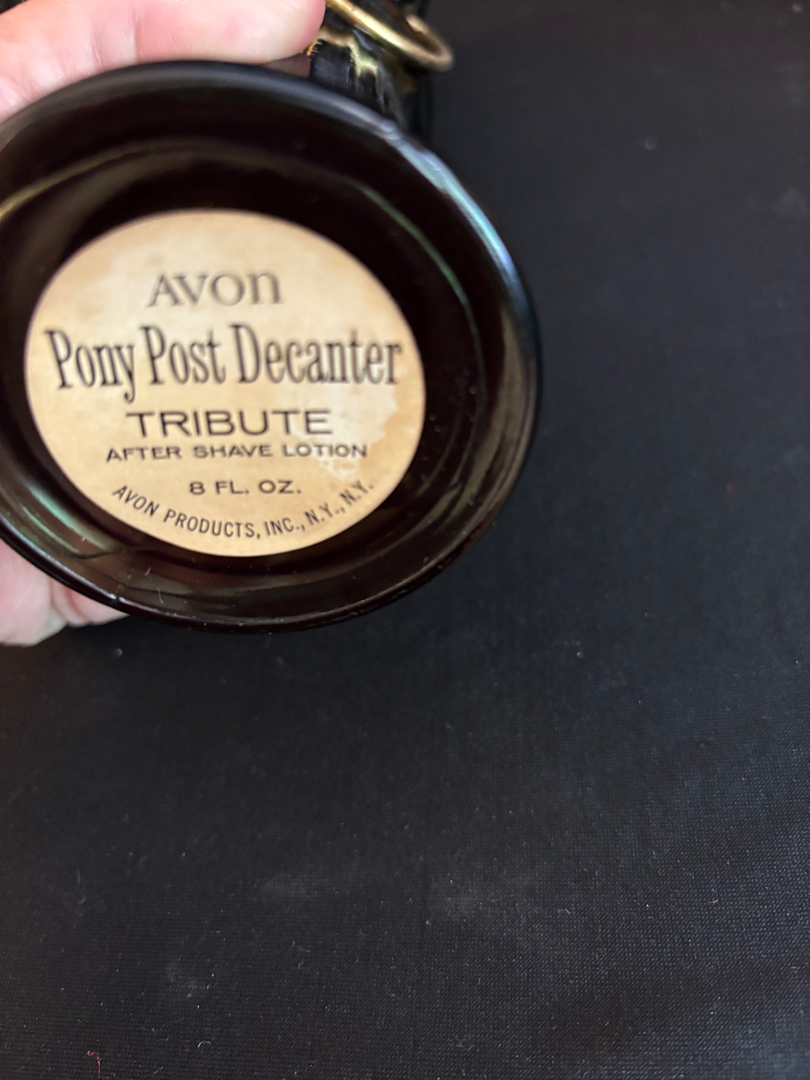 AVON
Pony Post Decanter
TRIBUTE
AFTER SHAVE LOTION
8 FL. OZ.
AVON PRODUCTS, INC., N.Y., N.Y.